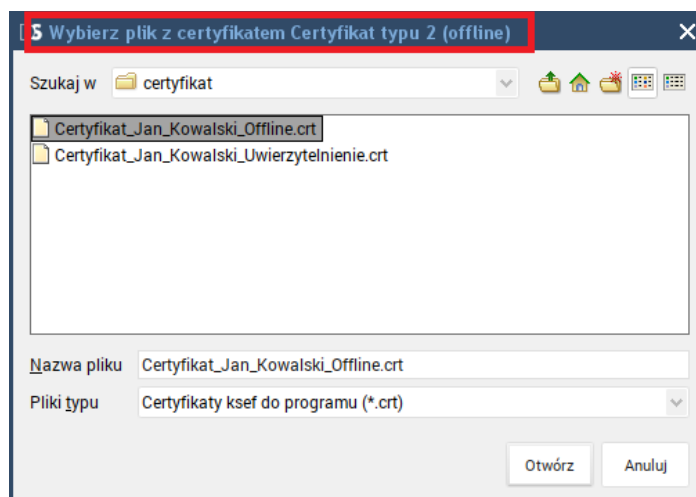 S Wybierz plik z certyfikatem Certyfikat typu 2 (offline)
Szukaj w certyfikat
Certyfikat_Jan_Kowalski_Offline.crt
Certyfikat_Jan_Kowalski_Uwierzytelnienie.crt
Nazwa pliku Certyfikat_Jan_Kowalski_Offline.crt
Pliki typu Certyfikaty ksef do programu (*.crt)
Otwórz Anuluj